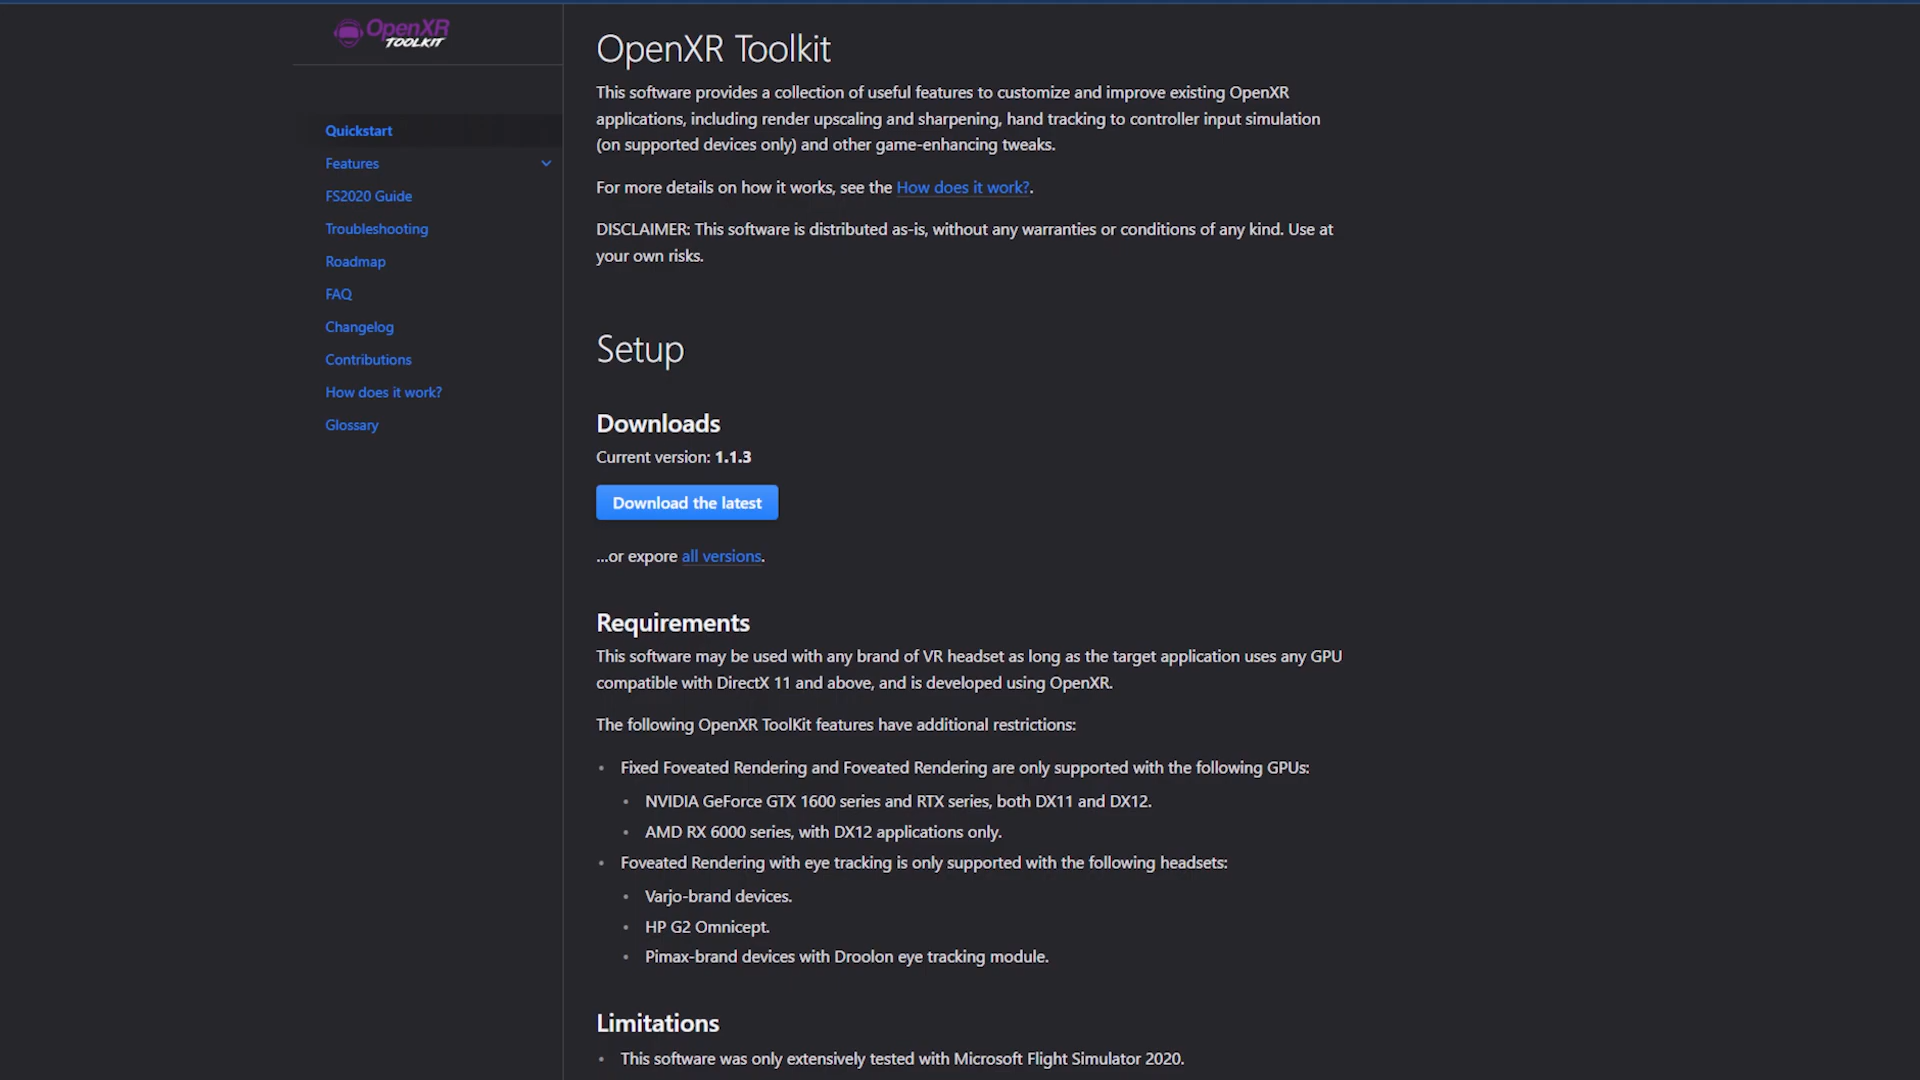 OpenXR
TOOLKIT
Quickstart
Features
FS2020 Guide
Troubleshooting
Roadmap
FAQ
Changelog
Contributions
How does it work?
Glossary
OpenXR Toolkit
This software provides a collection of useful features to customize and improve existing OpenXR
applications, including render upscaling and sharpening, hand tracking to controller input simulation
(on supported devices only) and other game-enhancing tweaks.
For more details on how it works, see the How does it work?.
DISCLAIMER: This software is distributed as-is, without any warranties or conditions of any kind. Use at
your own risks.
Setup
Downloads
Current version: 1.1.3
Download the latest
...or expore all versions.
Requirements
This software may be used with any brand of VR headset as long as the target application uses any GPU
compatible with DirectX 11 and above, and is developed using OpenXR.
The following OpenXR ToolKit features have additional restrictions:
• Fixed Foveated Rendering and Foveated Rendering are only supported with the following GPUs:
• NVIDIA GeForce GTX 1600 series and RTX series, both DX11 and DX12.
• AMD RX 6000 series, with DX12 applications only.
• Foveated Rendering with eye tracking is only supported with the following headsets:
• Varjo-brand devices.
• HP G2 Omnicept.
• Pimax-brand devices with Droolon eye tracking module.
Limitations
• This software was only extensively tested with Microsoft Flight Simulator 2020.